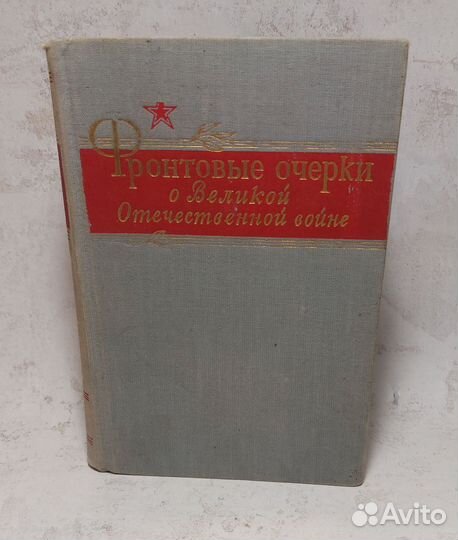 Фронтовые очерки
о Великой
Отечественной войне
Avito